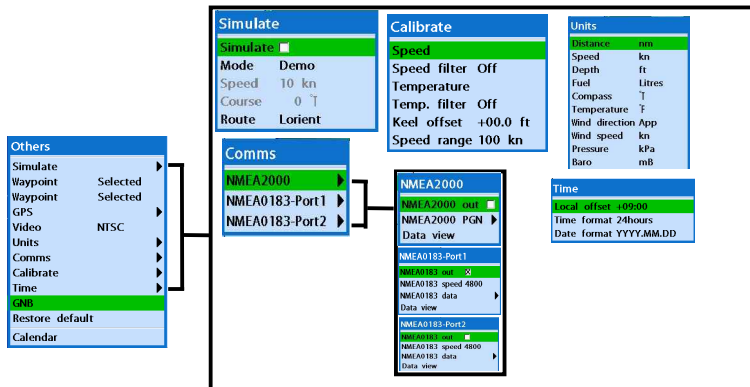 Simulate
Simulate
Mode Demo
Speed 10 kn
Course 0 °T
Route Lorient
Calibrate
Speed
Speed filter Off
Temperature
Temp. filter Off
Keel offset +00.0 ft
Speed range 100 kn
Units
Distance nm
Speed kn
Depth ft
Fuel Litres
Compass °T
Temperature °F
Wind direction App
Wind speed kn
Pressure kPa
Baro mB
Others
Simulate
Waypoint Selected
Waypoint Selected
GPS
Video NTSC
Units
Comms
Calibrate
Time
GNB
Restore default
Calendar
Comms
NMEA2000
NMEA0183-Port1
NMEA0183-Port2
NMEA2000
NMEA2000 out
NMEA2000 PGN
Data view
NMEA0183-Port1
NMEA0183 out
NMEA0183 speed 4800
NMEA0183 data
Data view
NMEA0183-Port2
NMEA0183 out
NMEA0183 speed 4800
NMEA0183 data
Data view
Time
Local offset +09:00
Time format 24hours
Date format YYYY.MM.DD